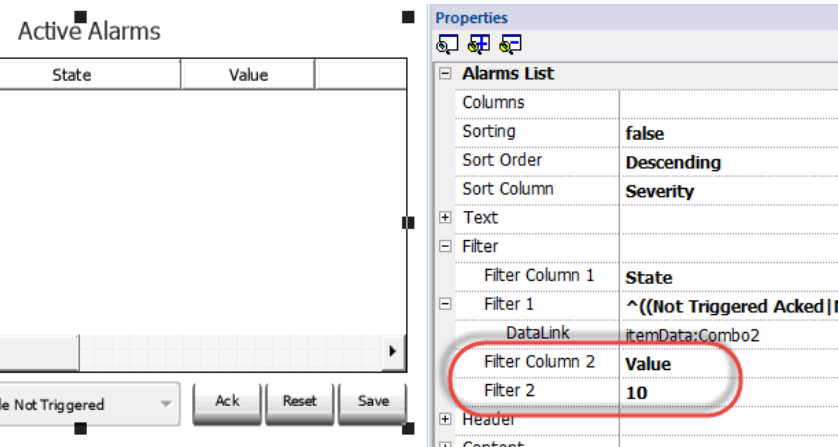 Active Alarms
State Value
le Not Triggered
Ack Reset Save
Properties
Alarms List
Columns
Sorting false
Sort Order Descending
Sort Column Severity
Text
Filter
Filter Column 1 State
Filter 1 ^((Not Triggered Acked|
DataLink itemData:Combo2
Filter Column 2 Value
Filter 2 10
Header
Content